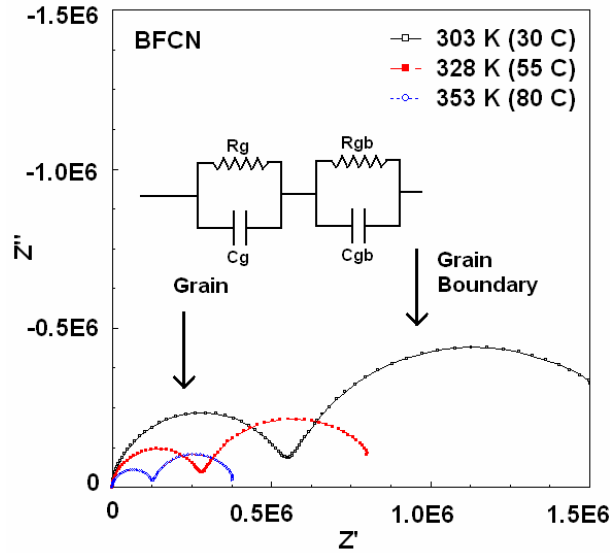 -1.5E6
BFCN
303 K (30 C)
328 K (55 C)
353 K (80 C)
Rg
Rgb
-1.0E6
Cg
Cgb
Z"
Grain
Grain
Boundary
-0.5E6
0
0
0.5E6
1.0E6
1.5E6
Z'